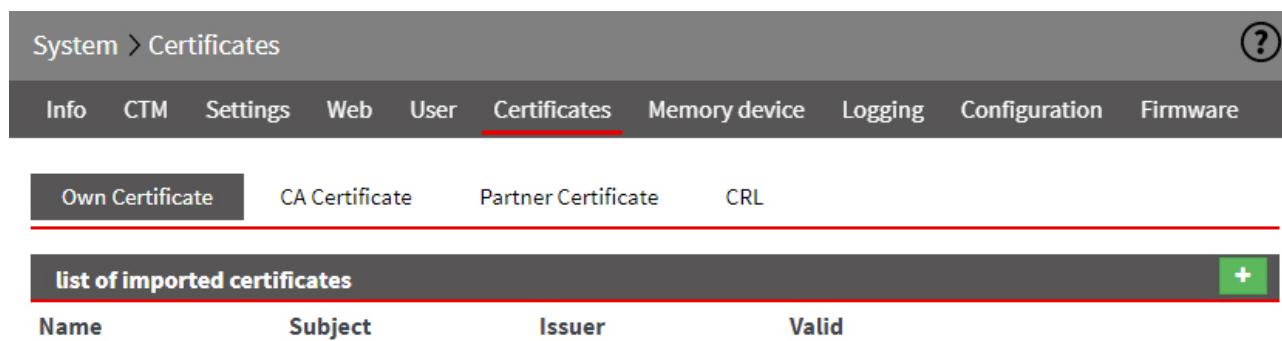 System > Certificates ?
Info CTM Settings Web User Certificates Memory device Logging Configuration Firmware
Own Certificate CA Certificate Partner Certificate CRL
list of imported certificates +
Name Subject Issuer Valid